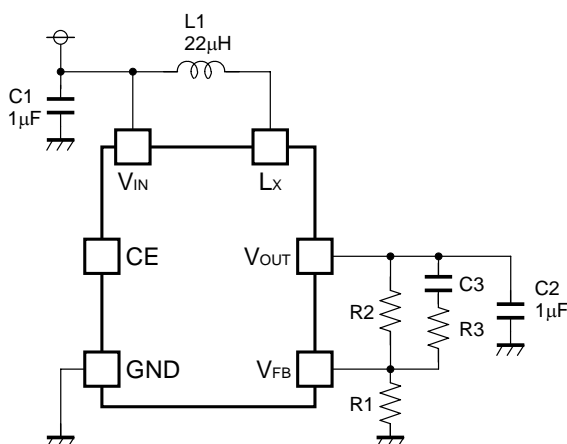 L1
22μH
C1
1μF
VIN
LX
CE
VOUT
C3
C2
1μF
R2
R3
GND
VFB
R1